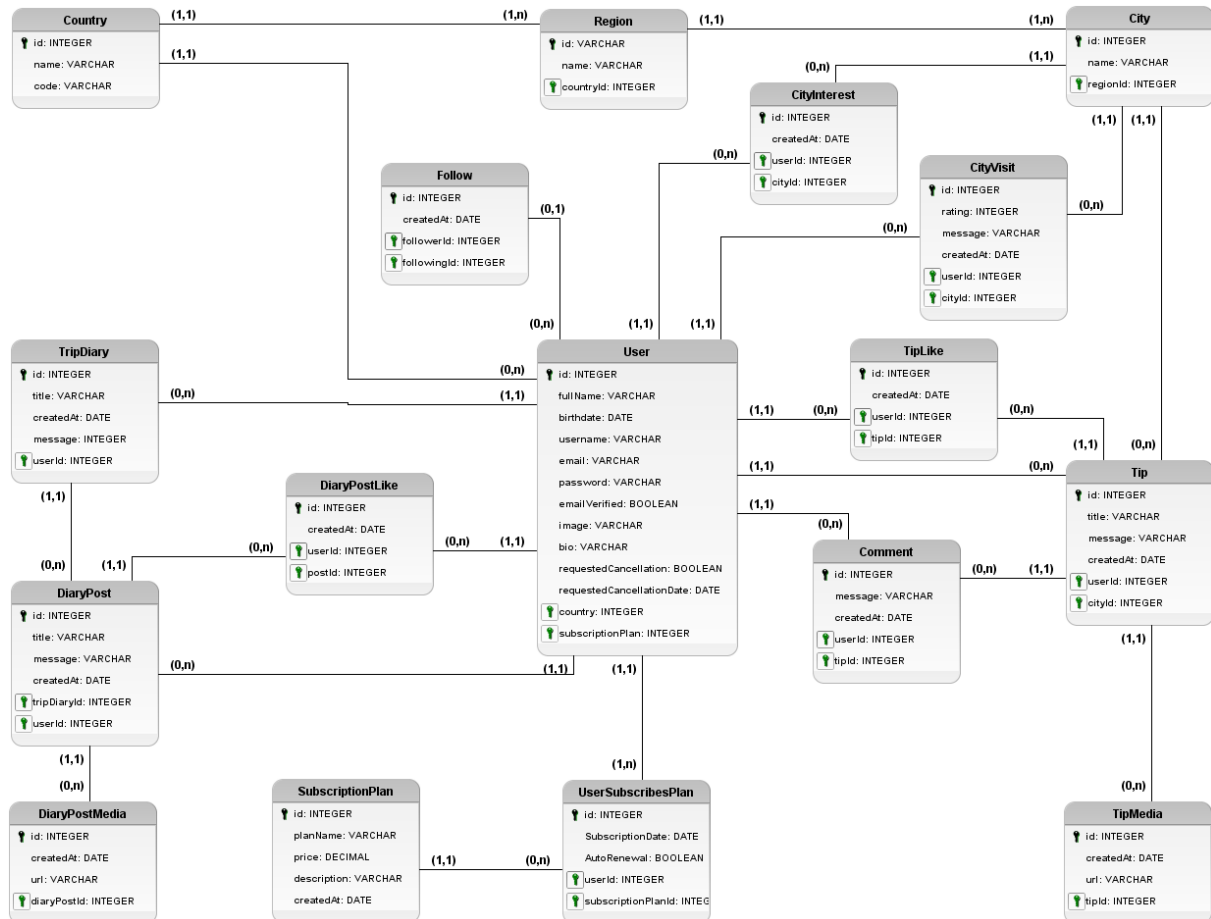 Country
id: INTEGER
name: VARCHAR
code: VARCHAR
(1,1)
(1,n)
(1,1)
Region
id: VARCHAR
name: VARCHAR
countryId: INTEGER
(1,1)
(1,n)
City
id: INTEGER
name: VARCHAR
regionId: INTEGER
(1,1)
(0,n)
(1,1)
(1,1)
CityInterest
id: INTEGER
createdAt: DATE
userId: INTEGER
cityId: INTEGER
(0,n)
CityVisit
id: INTEGER
rating: INTEGER
message: VARCHAR
createdAt: DATE
userId: INTEGER
cityId: INTEGER
(0,n)
(0,n)
Follow
id: INTEGER
createdAt: DATE
followerId: INTEGER
followingId: INTEGER
(0,1)
(0,n)
(1,1)
(1,1)
TripDiary
id: INTEGER
title: VARCHAR
createdAt: DATE
message: INTEGER
userId: INTEGER
(0,n)
(0,n)
(1,1)
User
id: INTEGER
fullName: VARCHAR
birthdate: DATE
username: VARCHAR
email: VARCHAR
password: VARCHAR
emailVerified: BOOLEAN
image: VARCHAR
bio: VARCHAR
requestedCancellation: BOOLEAN
requestedCancellationDate: DATE
country: INTEGER
subscriptionPlan: INTEGER
TipLike
id: INTEGER
createdAt: DATE
userId: INTEGER
tipId: INTEGER
(1,1)
(0,n)
(0,n)
(1,1)
(0,n)
(1,1)
(0,n)
Tip
id: INTEGER
title: VARCHAR
message: VARCHAR
createdAt: DATE
userId: INTEGER
cityId: INTEGER
(1,1)
(0,n)
Comment
id: INTEGER
message: VARCHAR
createdAt: DATE
userId: INTEGER
tipId: INTEGER
(0,n)
(1,1)
(1,1)
(0,n)
DiaryPostLike
id: INTEGER
createdAt: DATE
userId: INTEGER
postId: INTEGER
(0,n)
(1,1)
(0,n)
(1,1)
(1,1)
(0,n)
DiaryPost
id: INTEGER
title: VARCHAR
message: VARCHAR
createdAt: DATE
tripDiaryId: INTEGER
userId: INTEGER
(0,n)
(1,1)
(1,1)
(1,1)
(0,n)
DiaryPostMedia
id: INTEGER
createdAt: DATE
url: VARCHAR
diaryPostId: INTEGER
SubscriptionPlan
id: INTEGER
planName: VARCHAR
price: DECIMAL
description: VARCHAR
createdAt: DATE
(1,1)
(0,n)
(1,n)
UserSubscribesPlan
id: INTEGER
SubscriptionDate: DATE
AutoRenewal: BOOLEAN
userId: INTEGER
subscriptionPlanId: INTEG
TipMedia
id: INTEGER
createdAt: DATE
url: VARCHAR
tipId: INTEGER